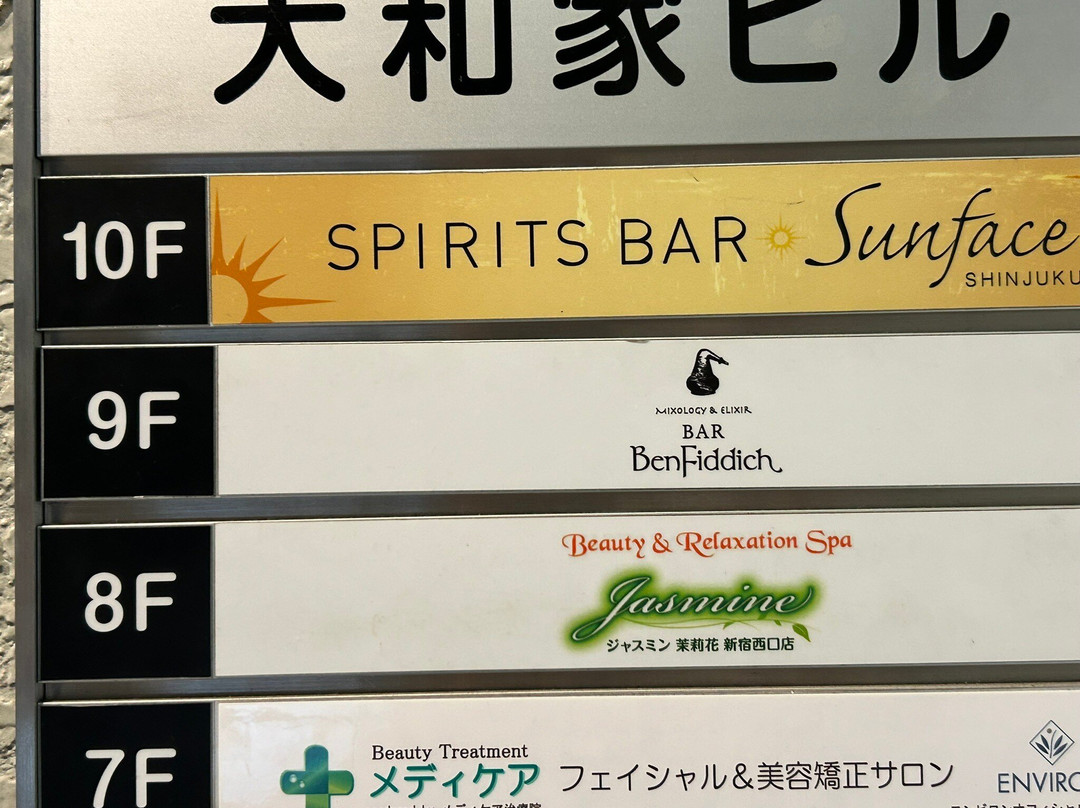 大和家ビル
10F
SPIRITS BAR Sunface
SHINJUKU
9F
MIXOLOGY & ELIXIR
BAR
BenFiddich
8F
Beauty & Relaxation Spa
Jasmine
ジャスミン 茉莉花 新宿西口店
7F
Beauty Treatment
メディケア フェイシャル＆美容矯正サロン